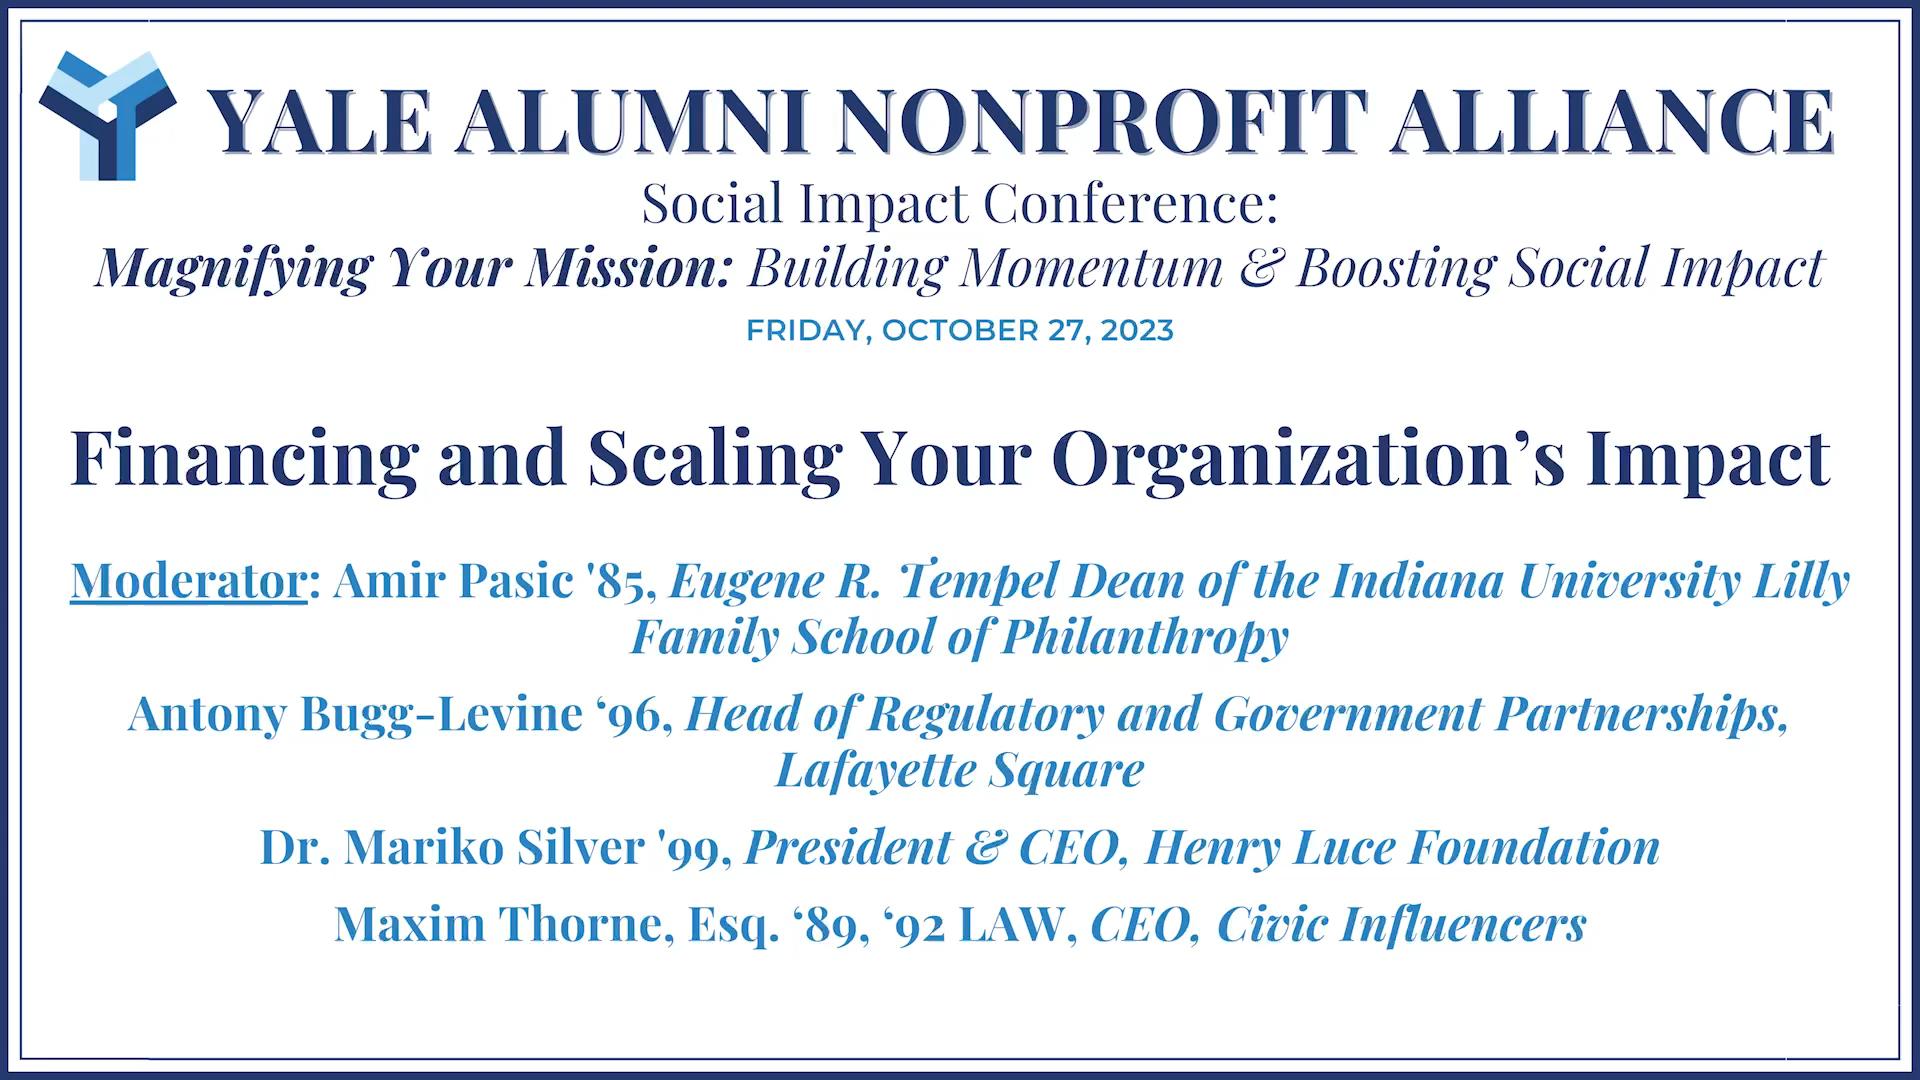 YALE ALUMNI NONPROFIT ALLIANCE
Social Impact Conference:
Magnifying Your Mission: Building Momentum & Boosting Social Impact
FRIDAY, OCTOBER 27, 2023
Financing and Scaling Your Organization’s Impact
Moderator: Amir Pasic '85, Eugene R. Tempel Dean of the Indiana University Lilly
Family School of Philanthropy
Antony Bugg-Levine ‘96, Head of Regulatory and Government Partnerships,
Lafayette Square
Dr. Mariko Silver '99, President & CEO, Henry Luce Foundation
Maxim Thorne, Esq. ‘89, ‘92 LAW, CEO, Civic Influencers